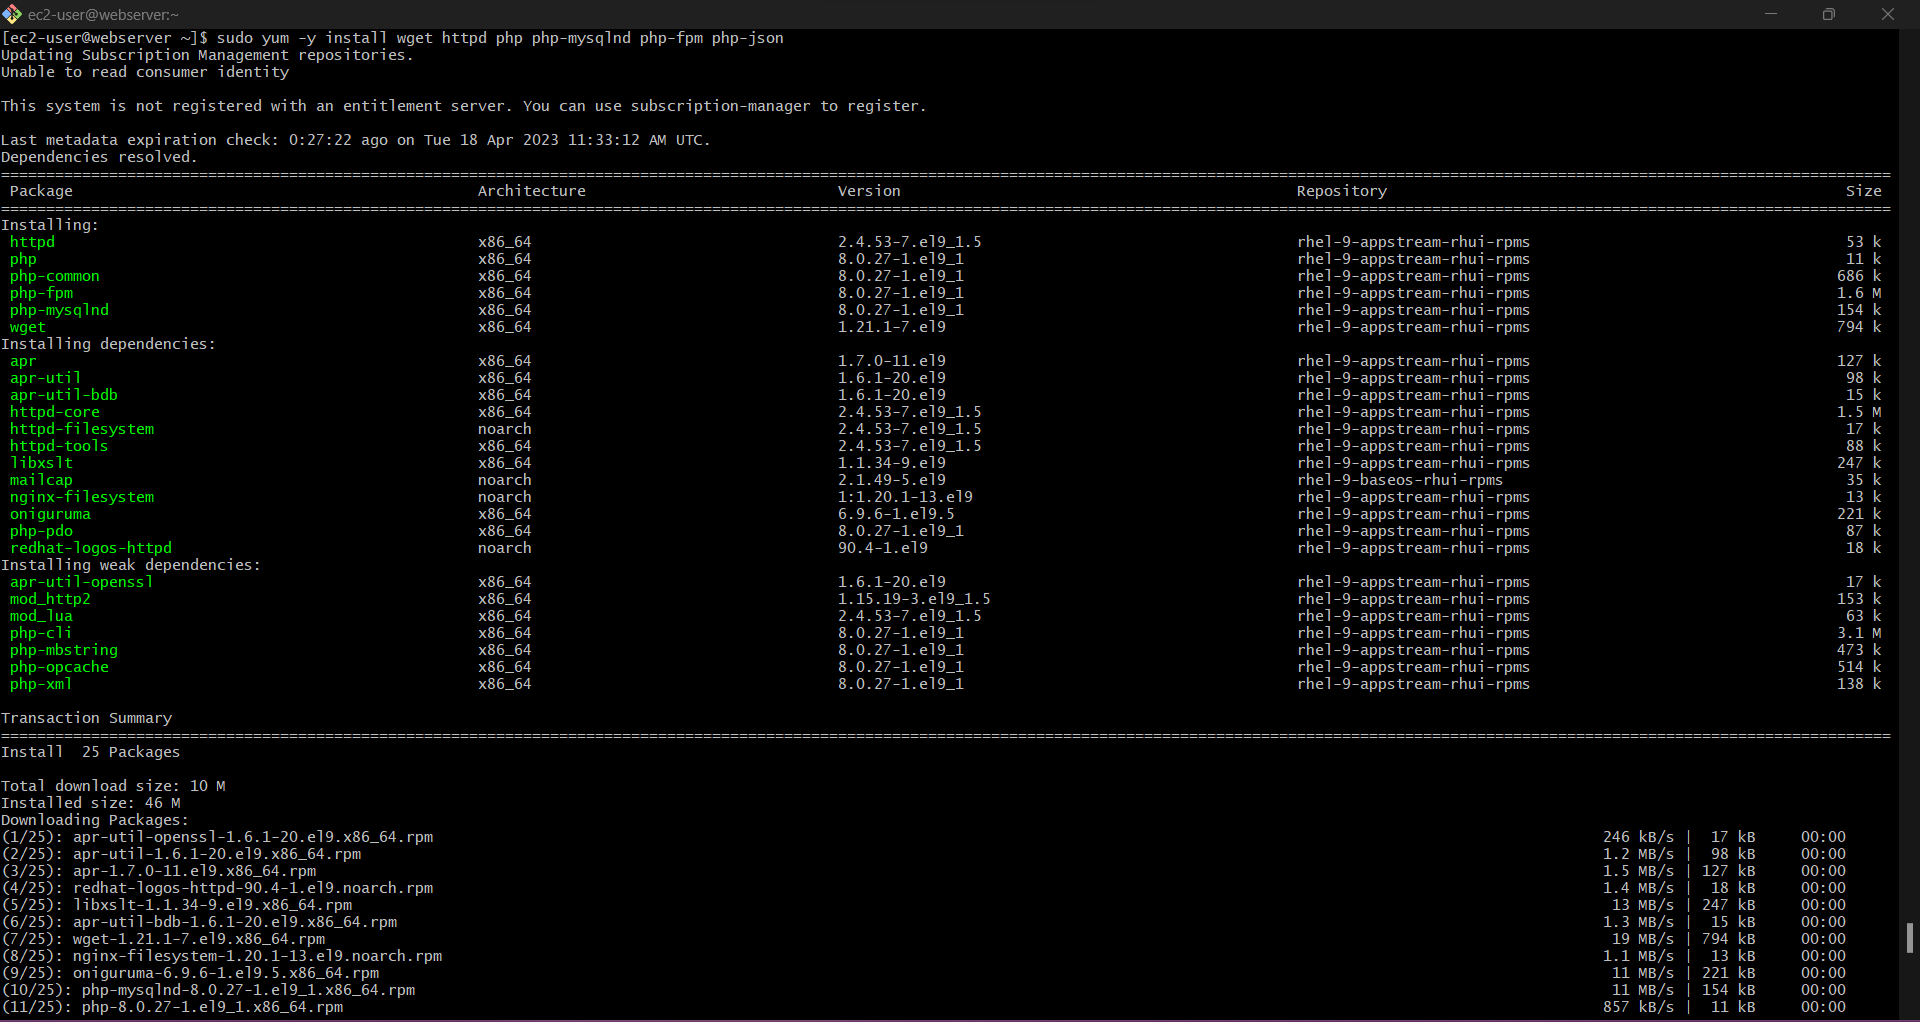 ec2-user@webserver:~
[ec2-user@webserver ~]$ sudo yum -y install wget httpd php php-mysqlnd php-fpm php-json
Updating Subscription Management repositories.
Unable to read consumer identity
This system is not registered with an entitlement server. You can use subscription-manager to register.
Last metadata expiration check: 0:27:22 ago on Tue 18 Apr 2023 11:33:12 AM UTC.
Dependencies resolved.
Package Architecture Version Repository Size
Installing:
httpd x86_64 2.4.53-7.el9_1.5 rhel-9-appstream-rhui-rpms 53 k
php x86_64 8.0.27-1.el9_1 rhel-9-appstream-rhui-rpms 11 k
php-common x86_64 8.0.27-1.el9_1 rhel-9-appstream-rhui-rpms 686 k
php-fpm x86_64 8.0.27-1.el9_1 rhel-9-appstream-rhui-rpms 1.6 M
php-mysqlnd x86_64 8.0.27-1.el9_1 rhel-9-appstream-rhui-rpms 154 k
wget x86_64 1.21.1-7.el9 rhel-9-appstream-rhui-rpms 794 k
Installing dependencies:
apr x86_64 1.7.0-11.el9 rhel-9-appstream-rhui-rpms 127 k
apr-util x86_64 1.6.1-20.el9 rhel-9-appstream-rhui-rpms 98 k
apr-util-bdb x86_64 1.6.1-20.el9 rhel-9-appstream-rhui-rpms 15 k
httpd-core x86_64 2.4.53-7.el9_1.5 rhel-9-appstream-rhui-rpms 1.5 M
httpd-filesystem noarch 2.4.53-7.el9_1.5 rhel-9-appstream-rhui-rpms 17 k
httpd-tools x86_64 2.4.53-7.el9_1.5 rhel-9-appstream-rhui-rpms 88 k
libxslt x86_64 1.1.34-9.el9 rhel-9-appstream-rhui-rpms 247 k
mailcap noarch 2.1.49-5.el9 rhel-9-baseos-rhui-rpms 35 k
nginx-filesystem noarch 1:1.20.1-13.el9 rhel-9-appstream-rhui-rpms 13 k
oniguruma x86_64 6.9.6-1.el9.5 rhel-9-appstream-rhui-rpms 221 k
php-pdo x86_64 8.0.27-1.el9_1 rhel-9-appstream-rhui-rpms 87 k
redhat-logos-httpd noarch 90.4-1.el9 rhel-9-appstream-rhui-rpms 18 k
Installing weak dependencies:
apr-util-openssl x86_64 1.6.1-20.el9 rhel-9-appstream-rhui-rpms 17 k
mod_http2 x86_64 1.15.19-3.el9_1.5 rhel-9-appstream-rhui-rpms 153 k
mod_lua x86_64 2.4.53-7.el9_1.5 rhel-9-appstream-rhui-rpms 63 k
php-cli x86_64 8.0.27-1.el9_1 rhel-9-appstream-rhui-rpms 3.1 M
php-mbstring x86_64 8.0.27-1.el9_1 rhel-9-appstream-rhui-rpms 473 k
php-opcache x86_64 8.0.27-1.el9_1 rhel-9-appstream-rhui-rpms 514 k
php-xml x86_64 8.0.27-1.el9_1 rhel-9-appstream-rhui-rpms 138 k
Transaction Summary
Install 25 Packages
Total download size: 10 M
Installed size: 46 M
Downloading Packages:
(1/25): apr-util-openssl-1.6.1-20.el9.x86_64.rpm 246 kB/s | 17 kB 00:00
(2/25): apr-util-1.6.1-20.el9.x86_64.rpm 1.2 MB/s | 98 kB 00:00
(3/25): apr-1.7.0-11.el9.x86_64.rpm 1.5 MB/s | 127 kB 00:00
(4/25): redhat-logos-httpd-90.4-1.el9.noarch.rpm 1.4 MB/s | 18 kB 00:00
(5/25): libxslt-1.1.34-9.el9.x86_64.rpm 13 MB/s | 247 kB 00:00
(6/25): apr-util-bdb-1.6.1-20.el9.x86_64.rpm 1.3 MB/s | 15 kB 00:00
(7/25): wget-1.21.1-7.el9.x86_64.rpm 19 MB/s | 794 kB 00:00
(8/25): nginx-filesystem-1.20.1-13.el9.noarch.rpm 1.1 MB/s | 13 kB 00:00
(9/25): oniguruma-6.9.6-1.el9.5.x86_64.rpm 11 MB/s | 221 kB 00:00
(10/25): php-mysqlnd-8.0.27-1.el9_1.x86_64.rpm 11 MB/s | 154 kB 00:00
(11/25): php-8.0.27-1.el9_1.x86_64.rpm 857 kB/s | 11 kB 00:00